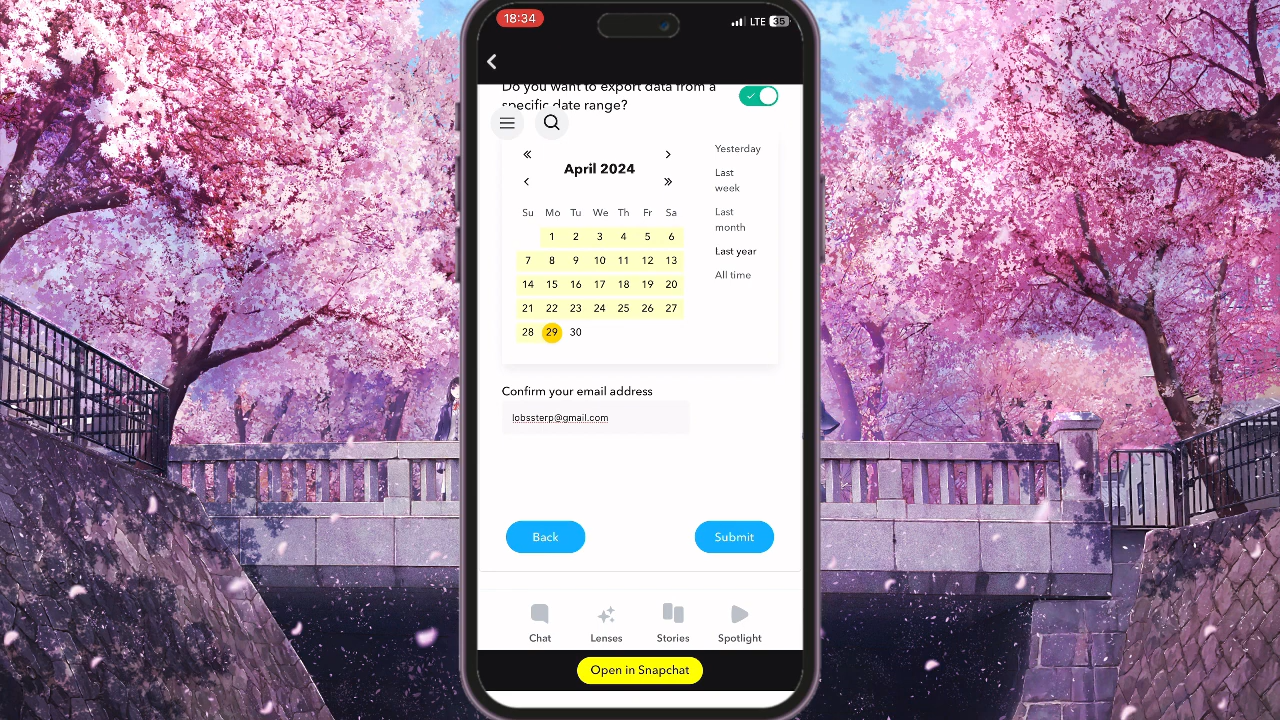 18:34
LTE 35
Do you want to export data from a
specific date range?
April 2024
Su Mo Tu We Th Fr Sa
1 2 3 4 5 6
7 8 9 10 11 12 13
14 15 16 17 18 19 20
21 22 23 24 25 26 27
28 29 30
Yesterday
Last
week
Last
month
Last year
All time
Confirm your email address
lobssterp@gmail.com
Back
Submit
Chat
Lenses
Stories
Spotlight
Open in Snapchat